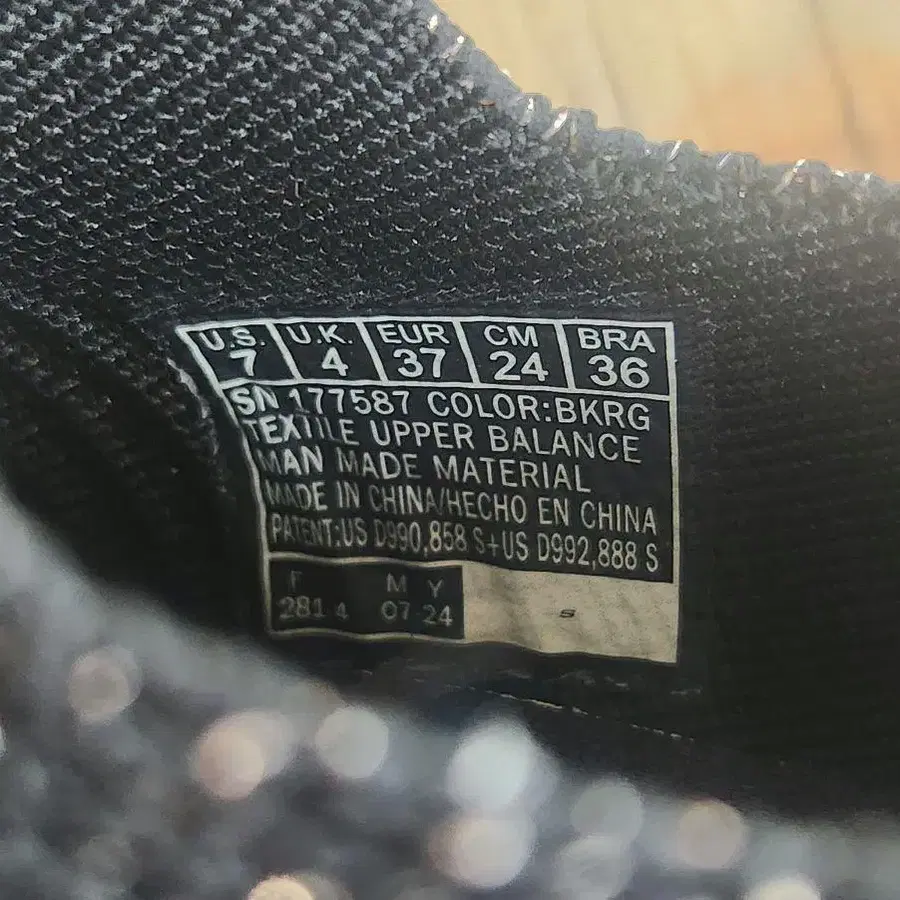 U.S. U.K. EUR CM BRA
7 4 37 24 36
SN 177587 COLOR:BKRG
TEXTILE UPPER BALANCE
MAN MADE MATERIAL
MADE IN CHINA/HECHO EN CHINA
PATENT:US D990,858 S+US D992,888 S
F M Y
281 4 07 24
S